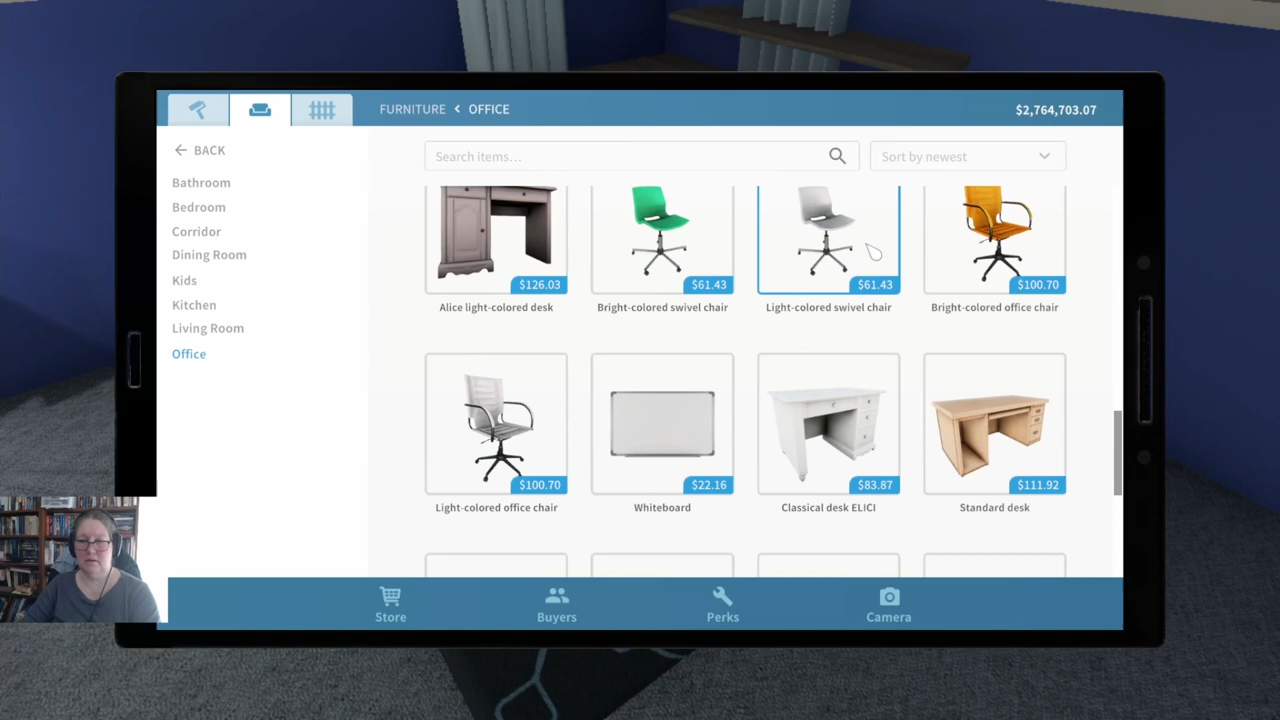 FURNITURE < OFFICE
$2,764,703.07
BACK
Search items...
Sort by newest
Bathroom
Bedroom
Corridor
Dining Room
Kids
Kitchen
Living Room
Office
$126.03
$61.43
$61.43
$100.70
Alice light-colored desk
Bright-colored swivel chair
Light-colored swivel chair
Bright-colored office chair
$100.70
$22.16
$83.87
$111.92
Light-colored office chair
Whiteboard
Classical desk ELICI
Standard desk
Store
Buyers
Perks
Camera